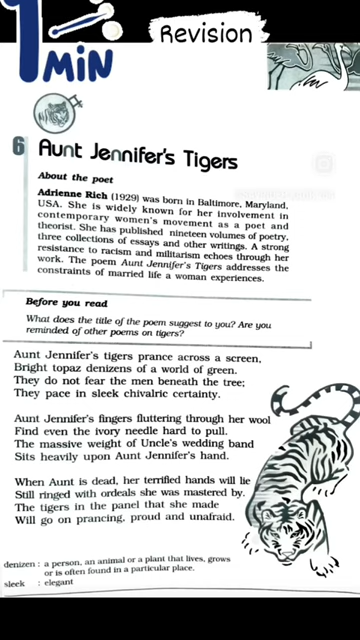 1 MiN
Revision
6 Aunt Jennifer's Tigers
About the poet
Adrienne Rich (1929) was born in Baltimore, Maryland,
USA. She is widely known for her involvement in
contemporary women's movement as a poet and
theorist. She has published nineteen volumes of poetry,
three collections of essays and other writings. A strong
resistance to racism and militarism echoes through her
work. The poem Aunt Jennifer's Tigers addresses the
constraints of married life a woman experiences.
Before you read
What does the title of the poem suggest to you? Are you
reminded of other poems on tigers?
Aunt Jennifer's tigers prance across a screen,
Bright topaz denizens of a world of green.
They do not fear the men beneath the tree;
They pace in sleek chivalric certainty.
Aunt Jennifer's fingers fluttering through her wool
Find even the ivory needle hard to pull.
The massive weight of Uncle's wedding band
Sits heavily upon Aunt Jennifer's hand.
When Aunt is dead, her terrified hands will lie
Still ringed with ordeals she was mastered by.
The tigers in the panel that she made
Will go on prancing, proud and unafraid.
denizen : a person, an animal or a plant that lives, grows
or is often found in a particular place.
sleek : elegant